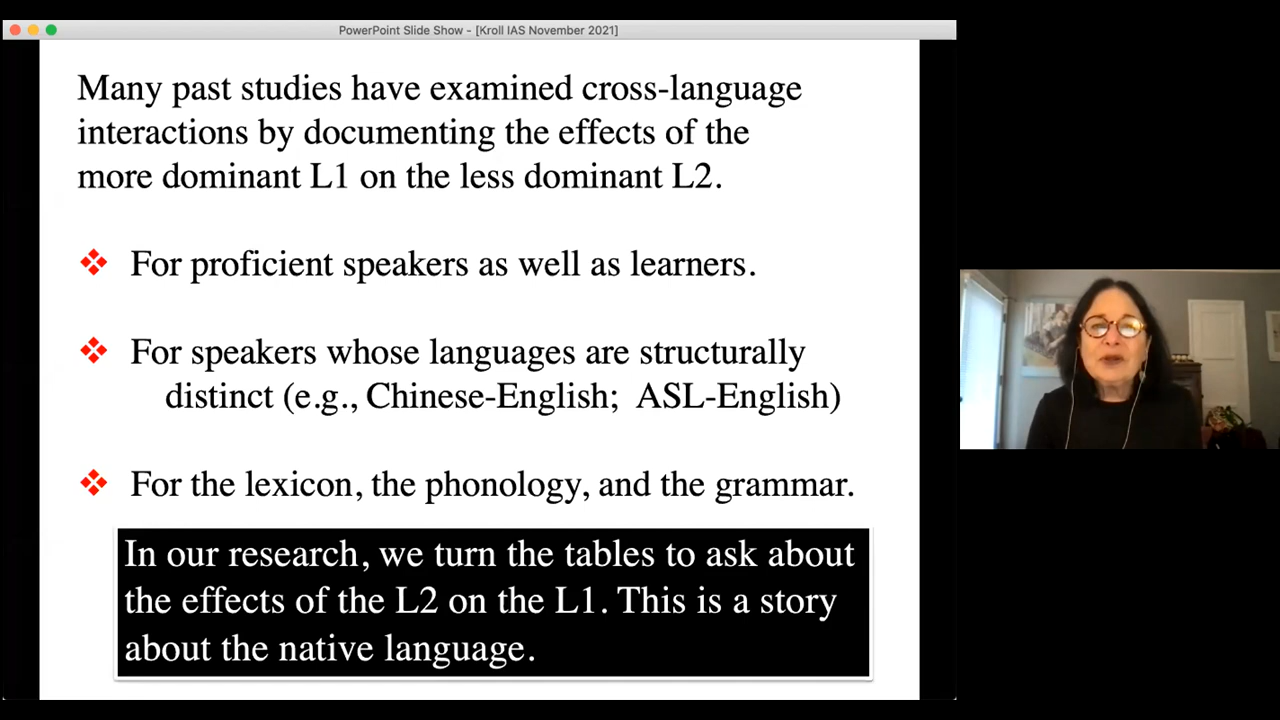 PowerPoint Slide Show - [Kroll IAS November 2021]
Many past studies have examined cross-language
interactions by documenting the effects of the
more dominant L1 on the less dominant L2.
❖ For proficient speakers as well as learners.
❖ For speakers whose languages are structurally
distinct (e.g., Chinese-English; ASL-English)
❖ For the lexicon, the phonology, and the grammar.
In our research, we turn the tables to ask about
the effects of the L2 on the L1. This is a story
about the native language.